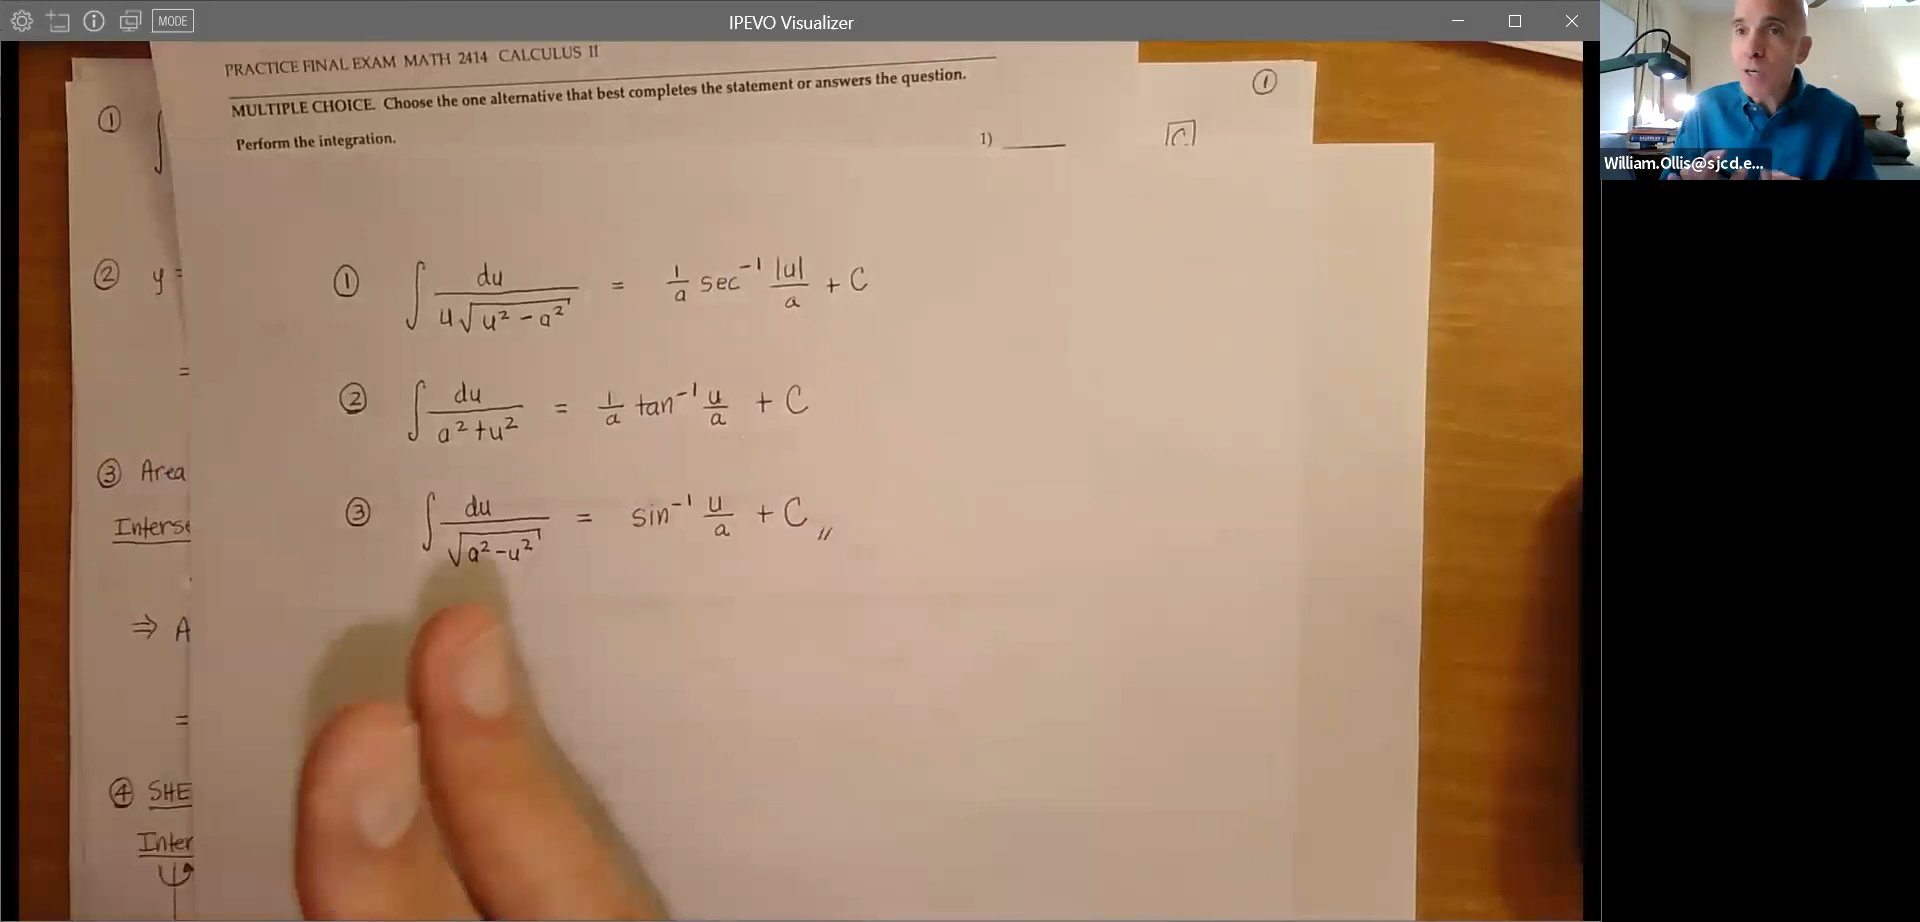 MODE
IPEVO Visualizer
PRACTICE FINAL EXAM MATH 2414 CALCULUS II
MULTIPLE CHOICE. Choose the one alternative that best completes the statement or answers the question.
Perform the integration.
1) ______
①
C
William.Ollis@sjcd.e...
① ∫
② y =
=
③ Area
⇒ A
=
④ SHE
① ∫ du / u√(u² - a²) = 1/a sec⁻¹ |u|/a + C
② ∫ du / (a² + u²) = 1/a tan⁻¹ u/a + C
③ ∫ du / √(a² - u²) = sin⁻¹ u/a + C